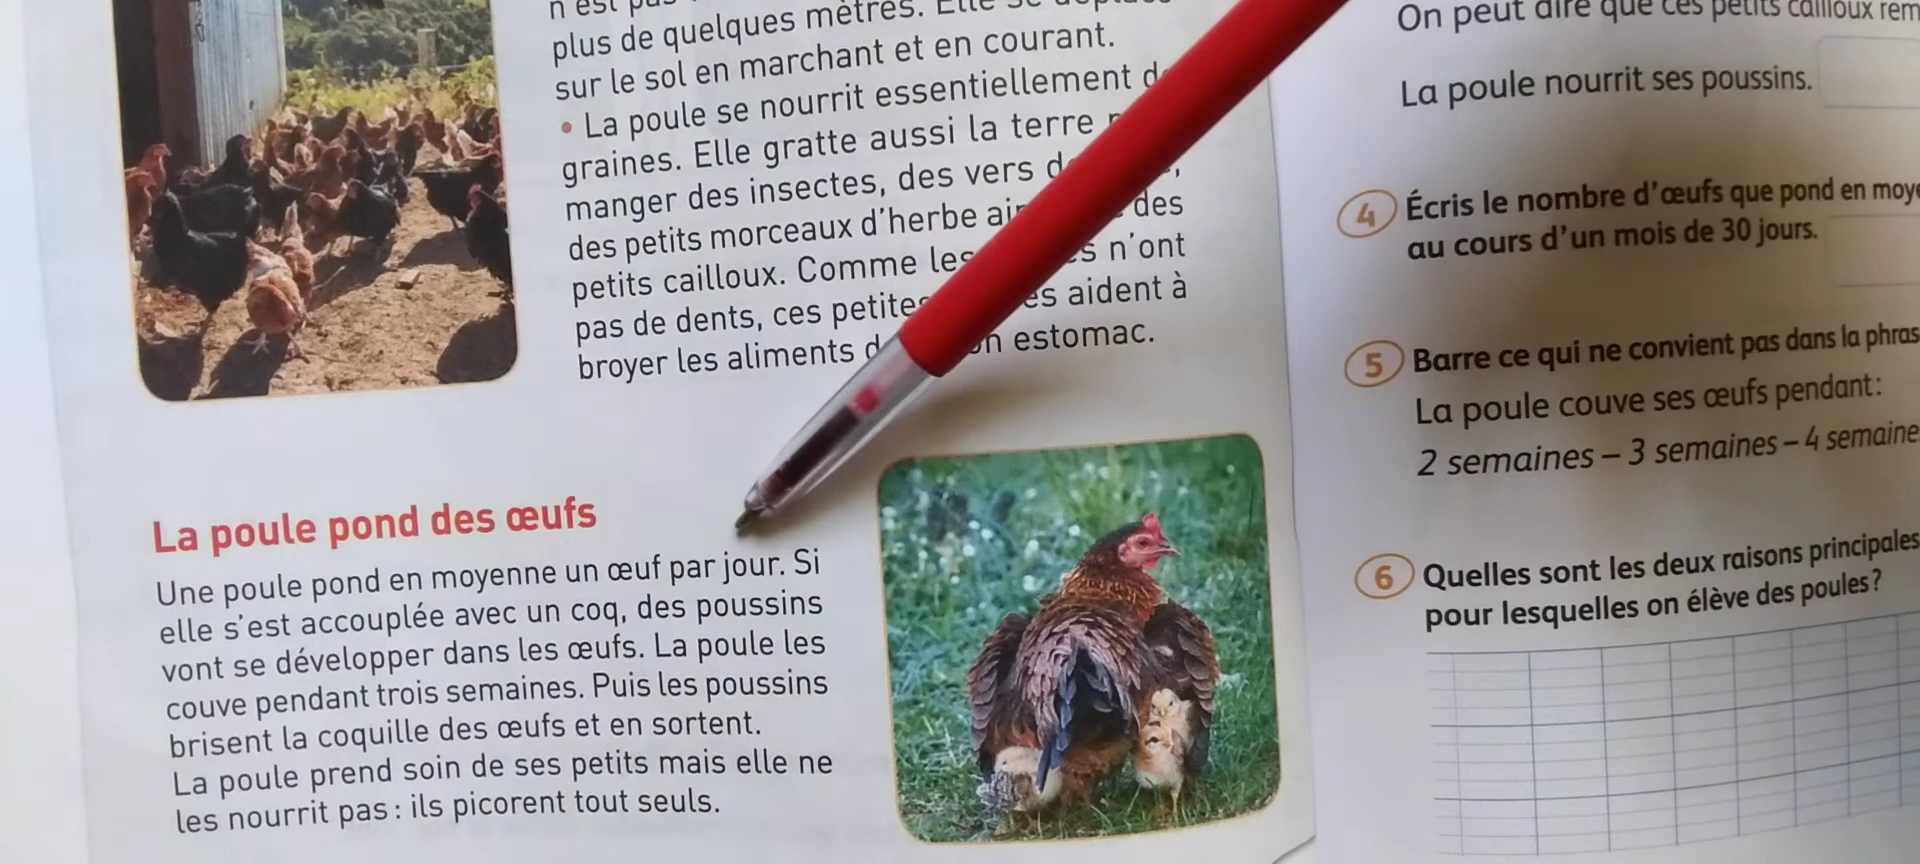 plus de quelques mètres. Elle se
sur le sol en marchant et en courant.
• La poule se nourrit essentiellement
graines. Elle gratte aussi la terre
manger des insectes, des vers
des petits morceaux d'herbe des
petits cailloux. Comme les n'ont
pas de dents, ces petites aident à
broyer les aliments estomac.
La poule pond des œufs
Une poule pond en moyenne un œuf par jour. Si
elle s'est accouplée avec un coq, des poussins
vont se développer dans les œufs. La poule les
couve pendant trois semaines. Puis les poussins
brisent la coquille des œufs et en sortent.
La poule prend soin de ses petits mais elle ne
les nourrit pas : ils picorent tout seuls.
On peut dire que ces petits cailloux
La poule nourrit ses poussins.
4 Écris le nombre d'œufs que pond en
au cours d'un mois de 30 jours.
5 Barre ce qui ne convient pas dans la
La poule couve ses œufs pendant :
2 semaines – 3 semaines – 4
6 Quelles sont les deux raisons principales
pour lesquelles on élève des poules ?